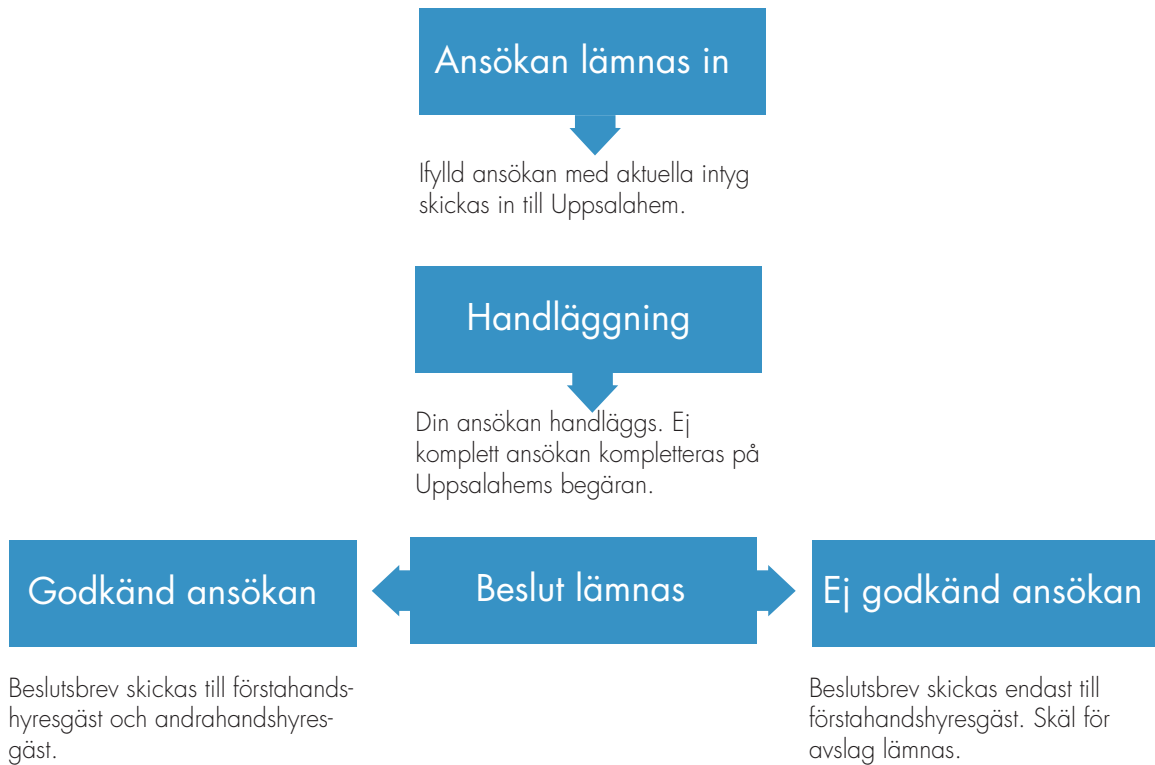 Ansökan lämnas in
Ifylld ansökan med aktuella intyg
skickas in till Uppsalahem.
Handläggning
Din ansökan handläggs. Ej
komplett ansökan kompletteras på
Uppsalahems begäran.
Beslut lämnas
Godkänd ansökan
Beslutsbrev skickas till förstahands-
hyresgäst och andrahandshyres-
gäst.
Ej godkänd ansökan
Beslutsbrev skickas endast till
förstahandshyresgäst. Skäl för
avslag lämnas.